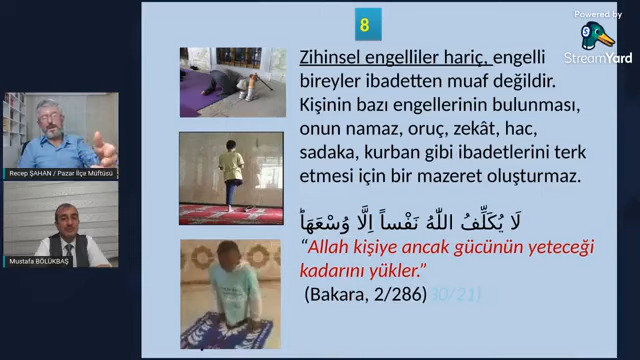 8
Powered by
StreamYard
Zihinsel engelliler hariç, engelli
bireyler ibadetten muaf değildir.
Kişinin bazı engellerinin bulunması,
onun namaz, oruç, zekât, hac,
sadaka, kurban gibi ibadetlerini terk
etmesi için bir mazeret oluşturmaz.
لَا يُكَلِّفُ اللّٰهُ نَفْساً اِلَّا وُسْعَهَاۜ
“Allah kişiye ancak gücünün yeteceği
kadarını yükler.”
(Bakara, 2/286)30/21)
Recep ŞAHAN / Pazar İlçe Müftüsü
Mustafa BÖLÜKBAŞ